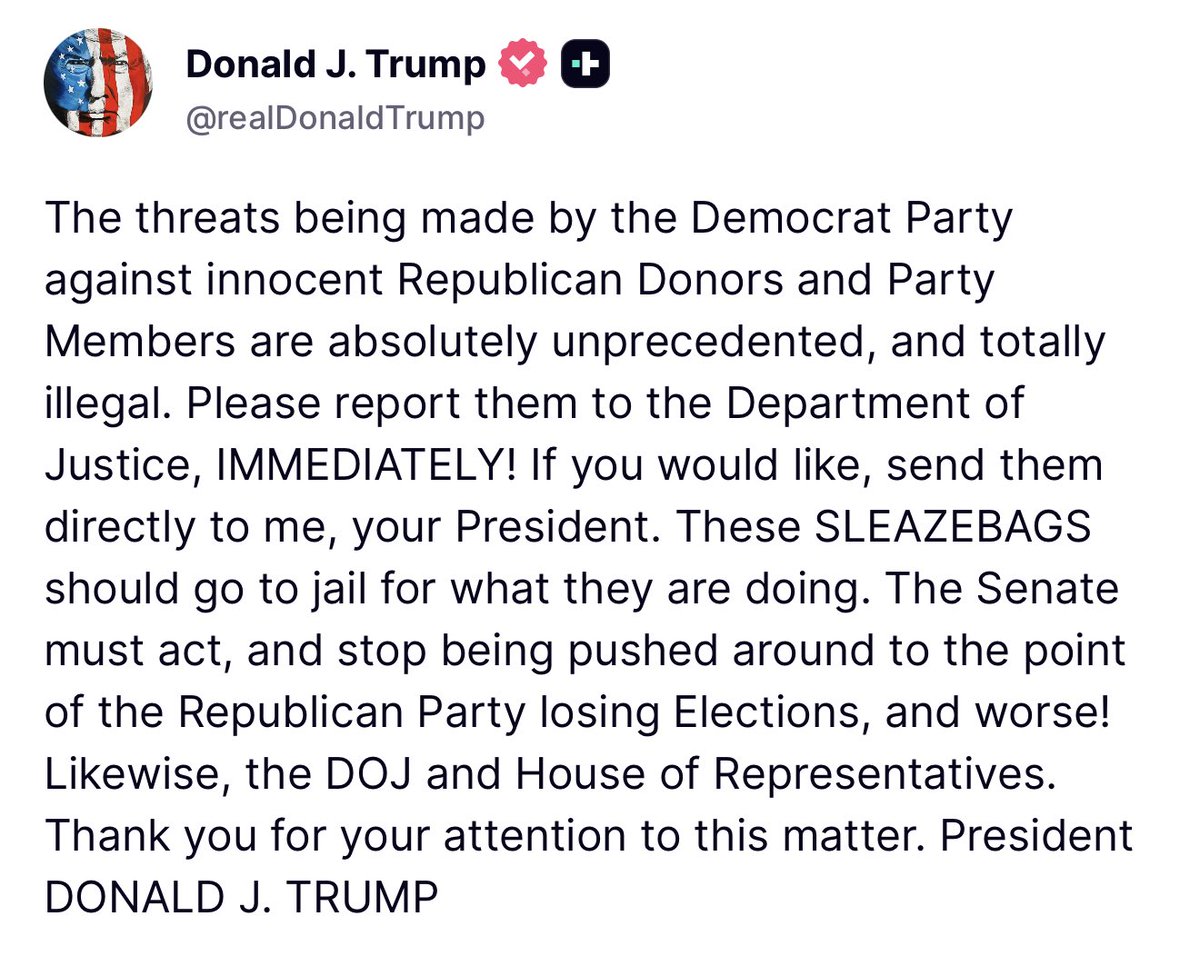 Donald J. Trump
@realDonaldTrump
The threats being made by the Democrat Party
against innocent Republican Donors and Party
Members are absolutely unprecedented, and totally
illegal. Please report them to the Department of
Justice, IMMEDIATELY! If you would like, send them
directly to me, your President. These SLEAZEBAGS
should go to jail for what they are doing. The Senate
must act, and stop being pushed around to the point
of the Republican Party losing Elections, and worse!
Likewise, the DOJ and House of Representatives.
Thank you for your attention to this matter. President
DONALD J. TRUMP